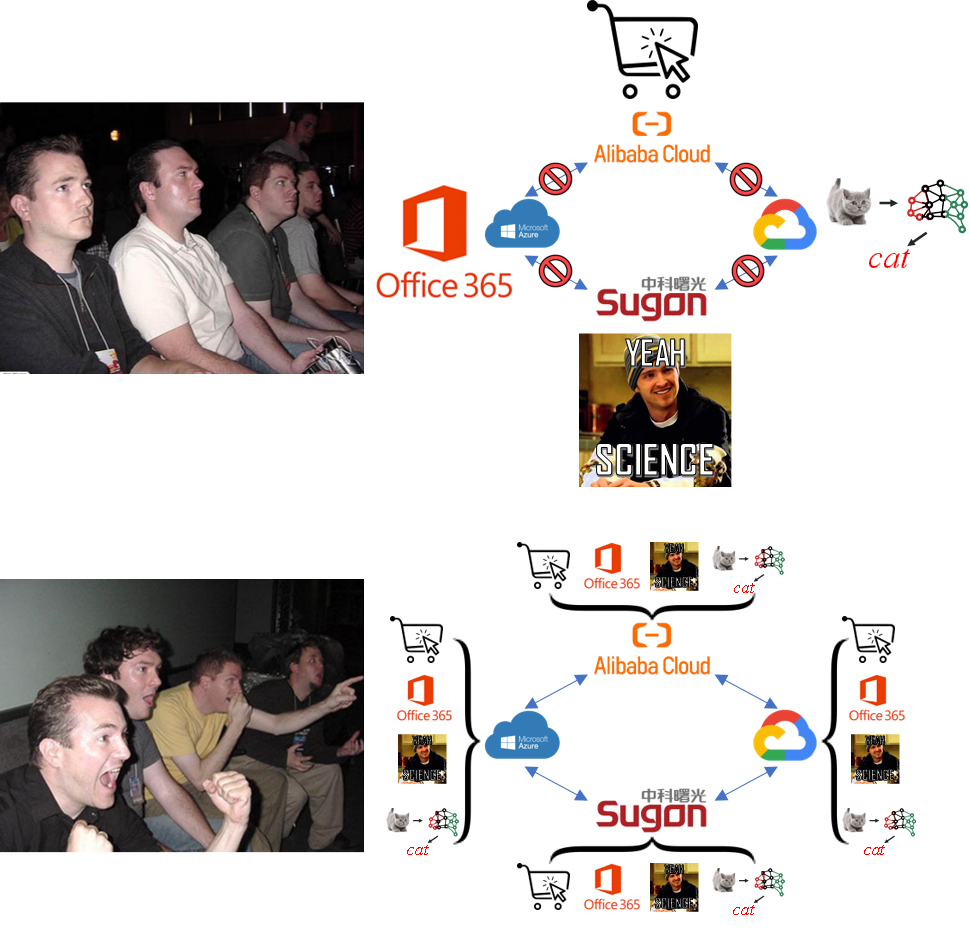 Alibaba Cloud
Office 365
Microsoft
Azure
cat
中科曙光
Sugon
YEAH
SCIENCE
Office 365
YEAH
SCIENCE
cat
Alibaba Cloud
Office 365
YEAH
SCIENCE
cat
Microsoft
Azure
Office 365
YEAH
SCIENCE
cat
中科曙光
Sugon
Office 365
YEAH
SCIENCE
cat